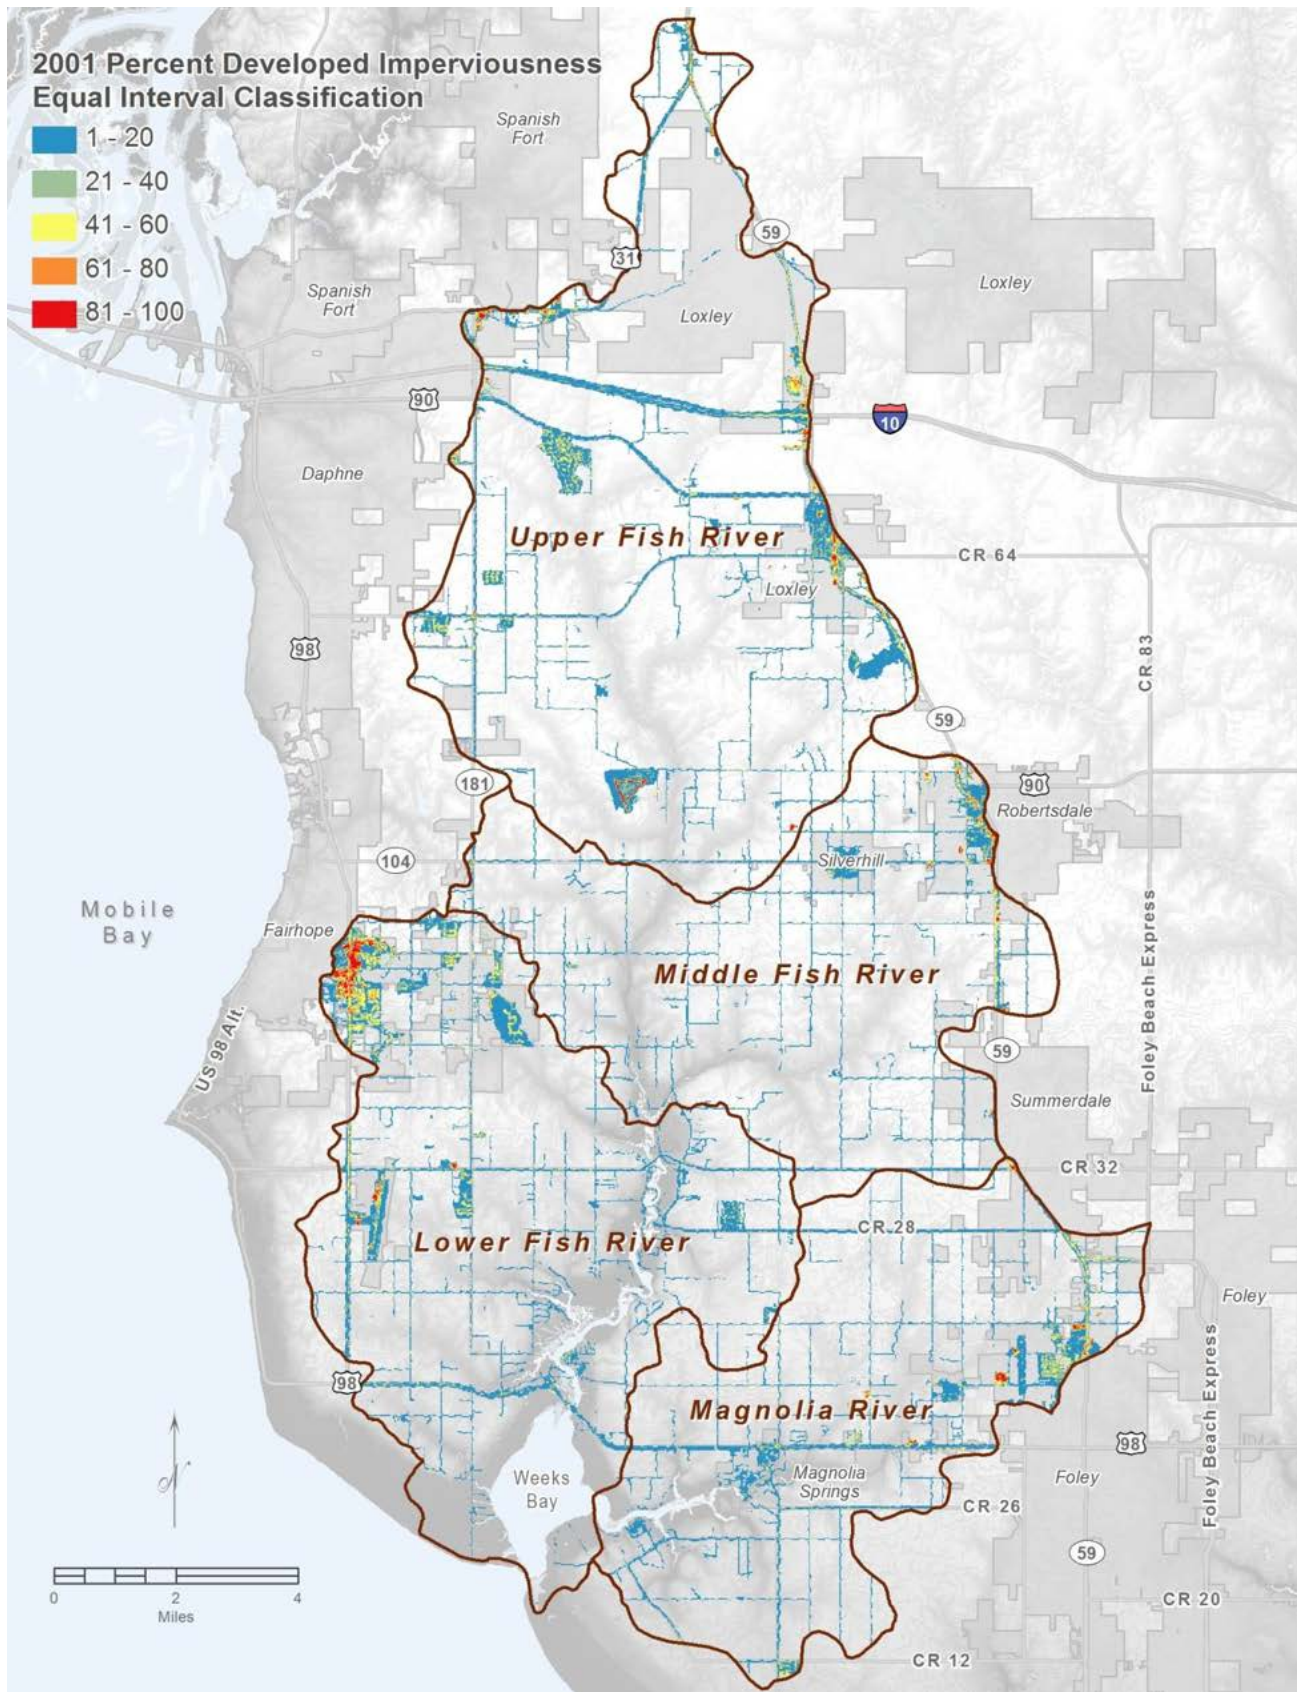 2001 Percent Developed Imperviousness
Equal Interval Classification
1 - 20
21 - 40
41 - 60
61 - 80
81 - 100
Spanish
Fort
59
31
Spanish
Fort
Loxley
Loxley
90
10
Daphne
Upper Fish River
CR 64
Loxley
98
CR 83
59
181
90
Robertsdale
104
Silverhill
Mobile
Bay
Fairhope
Middle Fish River
Foley Beach Express
US 98 Alt.
59
Summerdale
CR 32
CR 28
Lower Fish River
Foley
98
Foley Beach Express
Magnolia River
98
N
Weeks
Bay
Magnolia
Springs
Foley
CR 26
59
0
2
4
Miles
CR 20
CR 12